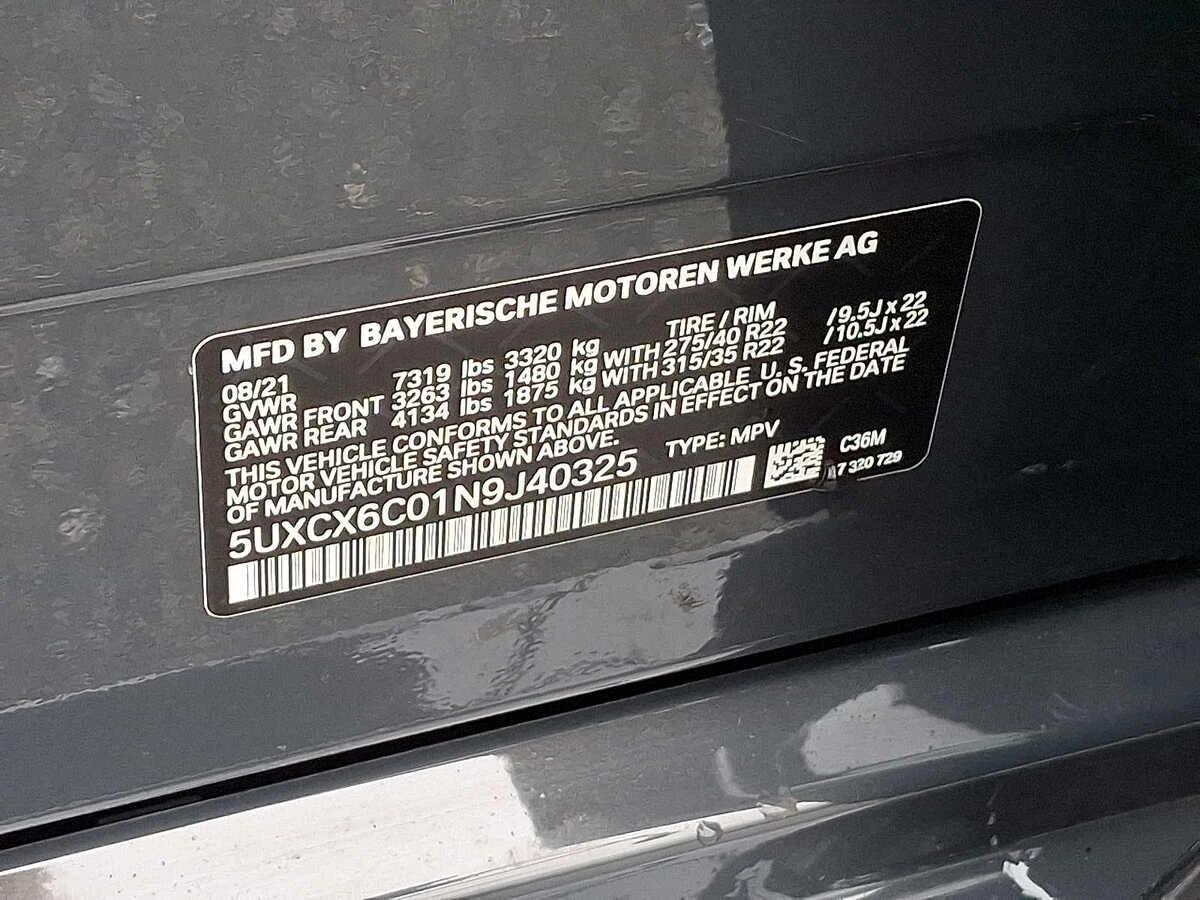 MFD BY BAYERISCHE MOTOREN WERKE AG
08/21 TIRE / RIM
GVWR 7319 lbs 3320 kg
GAWR FRONT 3263 lbs 1480 kg WITH 275/40 R22 /9.5J x 22
GAWR REAR 4134 lbs 1875 kg WITH 315/35 R22 /10.5J x 22
THIS VEHICLE CONFORMS TO ALL APPLICABLE U. S. FEDERAL
MOTOR VEHICLE SAFETY STANDARDS IN EFFECT ON THE DATE
OF MANUFACTURE SHOWN ABOVE.
5UXCX6C01N9J40325 TYPE: MPV C36M
7 320 729